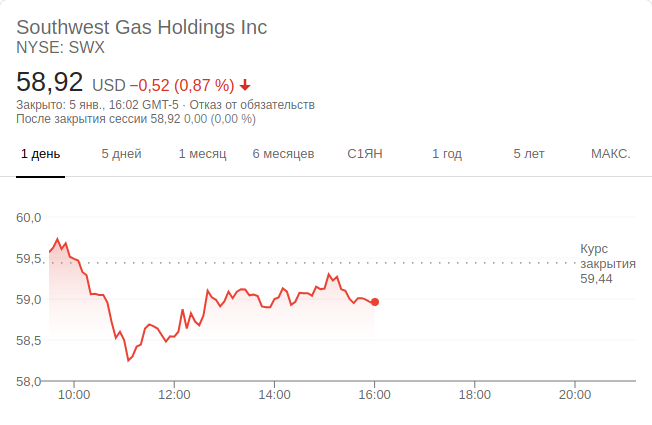 Southwest Gas Holdings Inc
NYSE: SWX
58,92 USD −0,52 (0,87 %)
Закрыто: 5 янв., 16:02 GMT-5 · Отказ от обязательств
После закрытия сессии 58,92 0,00 (0,00 %)
1 день 5 дней 1 месяц 6 месяцев С1ЯН 1 год 5 лет МАКС.
60,0
59,5
59,0
58,5
58,0
Курс
закрытия
59,44
10:00 12:00 14:00 16:00 18:00 20:00